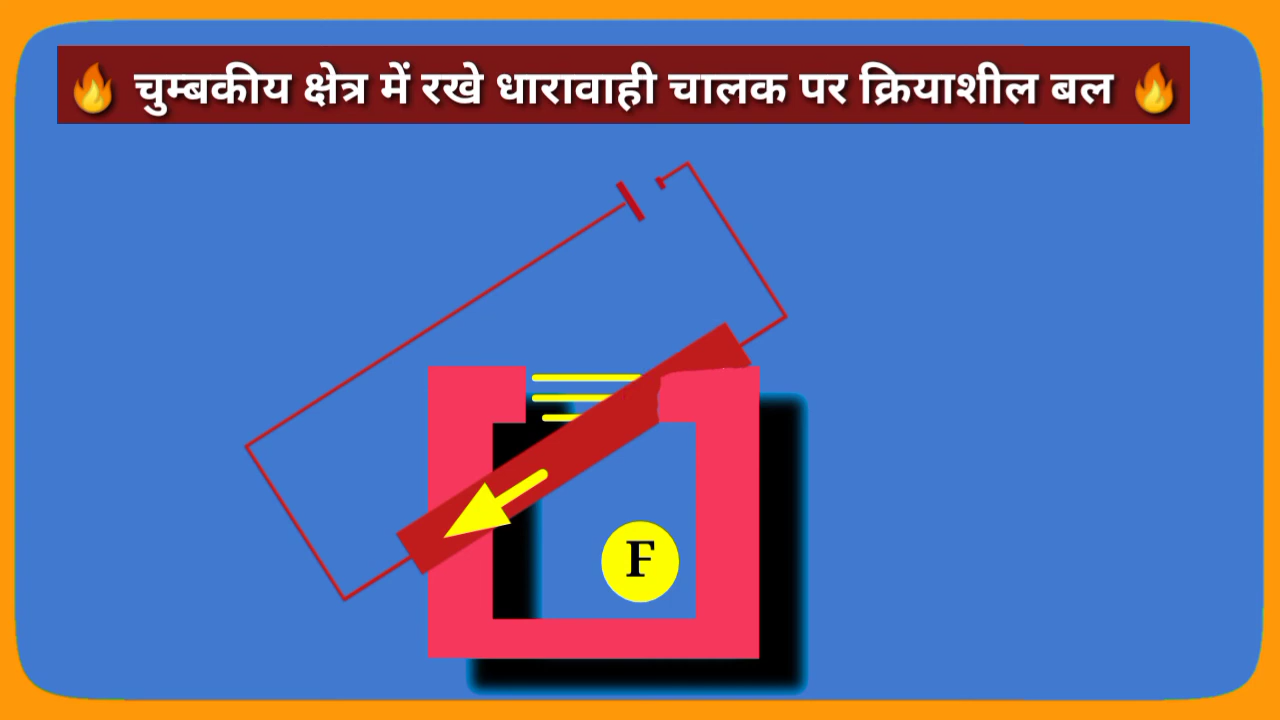 🔥 चुम्बकीय क्षेत्र में रखे धारावाही चालक पर क्रियाशील बल 🔥
F